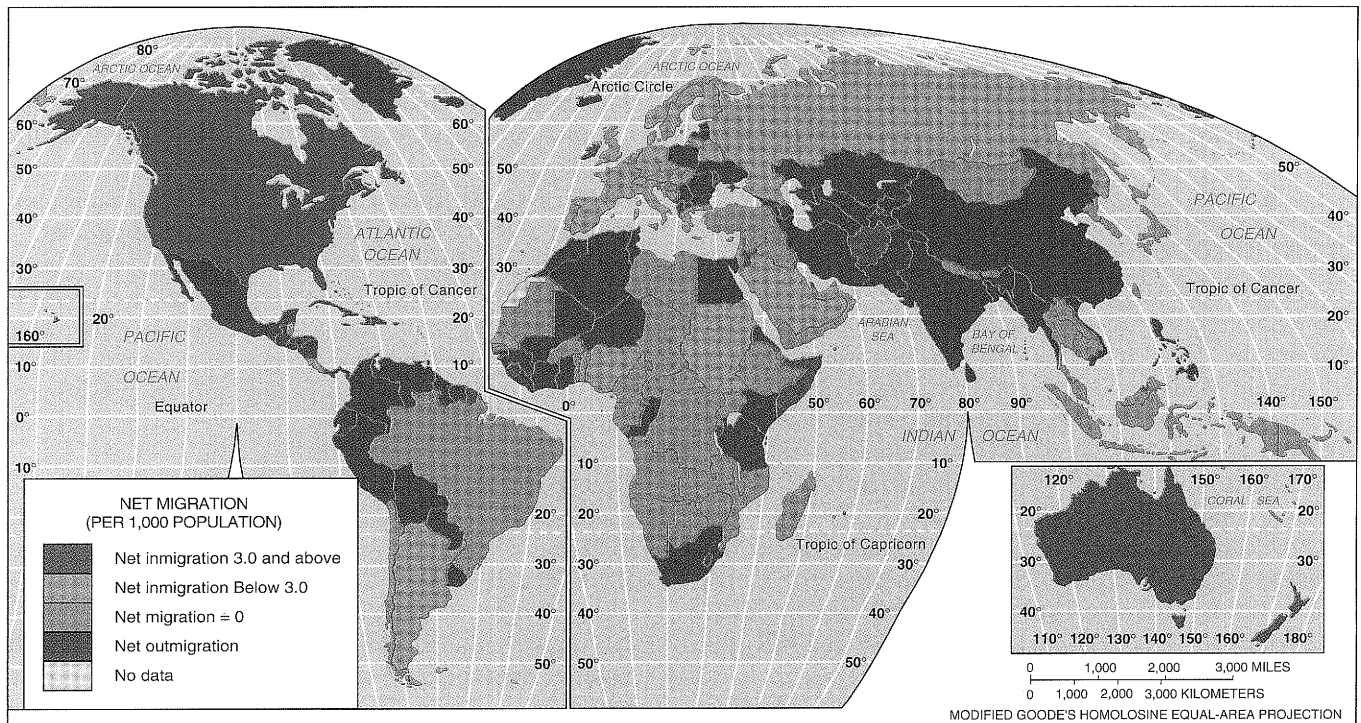 80°
ARCTIC OCEAN
70°
60°
50°
40°
30°
20°
160°
10°
0°
10°
60°
50°
40°
30°
20°
10°
ATLANTIC
OCEAN
Tropic of Cancer
PACIFIC
OCEAN
Equator
20°
30°
40°
50°
ARCTIC OCEAN
Arctic Circle
60°
50°
40°
30°
0°
10°
20°
30°
40°
50°
50°
PACIFIC
OCEAN
40°
30°
Tropic of Cancer
20°
10°
ARABIAN
SEA
BAY OF
BENGAL
50°
60°
80°
90°
140°
150°
INDIAN OCEAN
10°
20°
Tropic of Capricorn
30°
40°
50°
NET MIGRATION
(PER 1,000 POPULATION)
Net inmigration 3.0 and above
Net inmigration Below 3.0
Net migration = 0
Net outmigration
No data
120°
150°
160°
170°
CORAL SEA
20°
20°
30°
30°
40°
40°
110°
120°
130°
140°
150°
160°
180°
0 1,000 2,000 3,000 MILES
0 1,000 2,000 3,000 KILOMETERS
MODIFIED GOODE'S HOMOLOSINE EQUAL-AREA PROJECTION